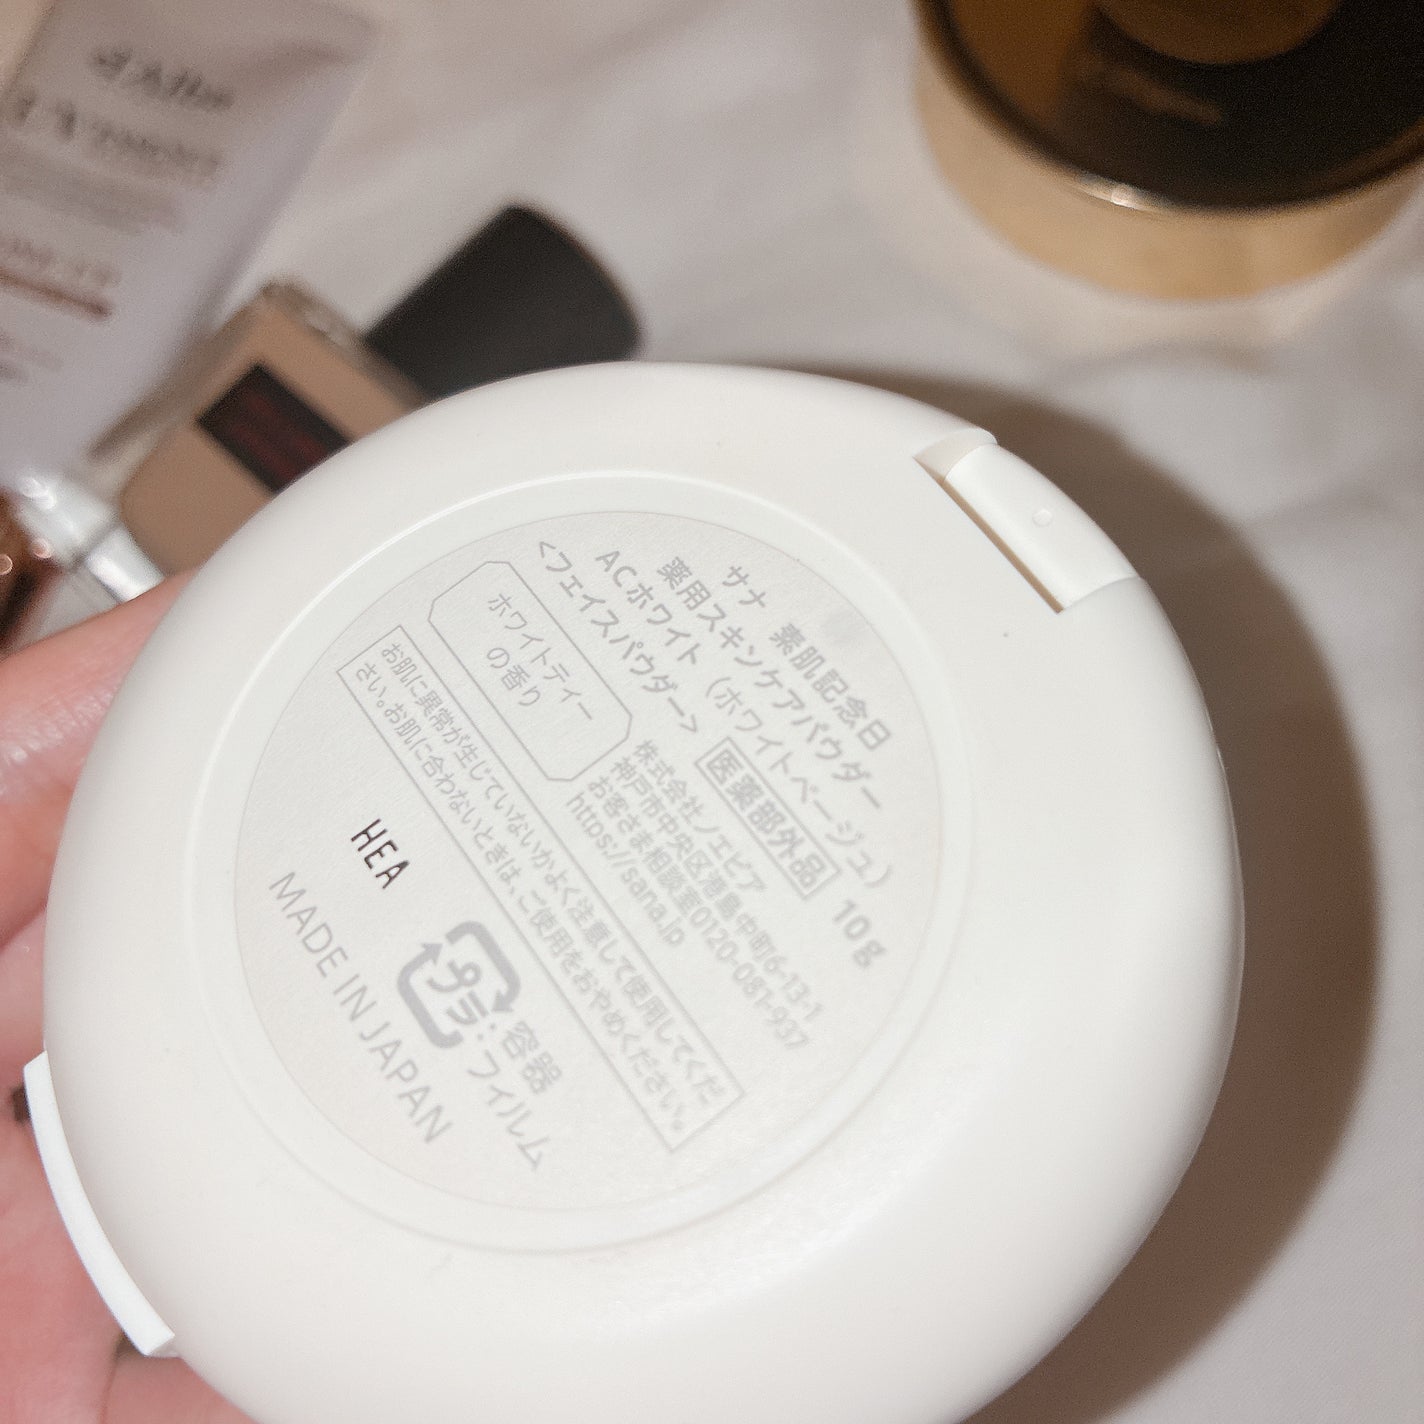 サナ 素肌記念日
薬用スキンケアパウダー
ACホワイト（ホワイトベージュ）
<フェイスパウダー> 医薬部外品 10g
ホワイトティー
の香り
株式会社ノエビア
神戸市中央区港島中町6-13-1
お客さま相談室0120-081-937
https://sana.jp
お肌に異常が生じていないかよく注意して使用してくだ
さい。お肌に合わないときは、ご使用をおやめください。
HEA
プラ
:容器
:フィルム
MADE IN JAPAN